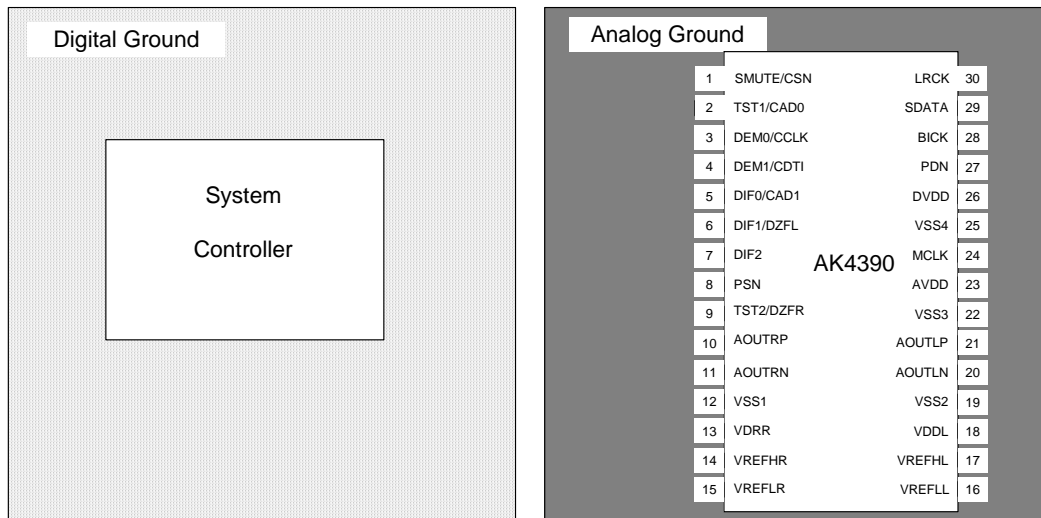 Digital Ground
System
Controller
Analog Ground
1 SMUTE/CSN LRCK 30
2 TST1/CAD0 SDATA 29
3 DEM0/CCLK BICK 28
4 DEM1/CDTI PDN 27
5 DIF0/CAD1 DVDD 26
6 DIF1/DZFL VSS4 25
7 DIF2 MCLK 24
AK4390
8 PSN AVDD 23
9 TST2/DZFR VSS3 22
10 AOUTRP AOUTLP 21
11 AOUTRN AOUTLN 20
12 VSS1 VSS2 19
13 VDRR VDDL 18
14 VREFHR VREFHL 17
15 VREFLR VREFLL 16